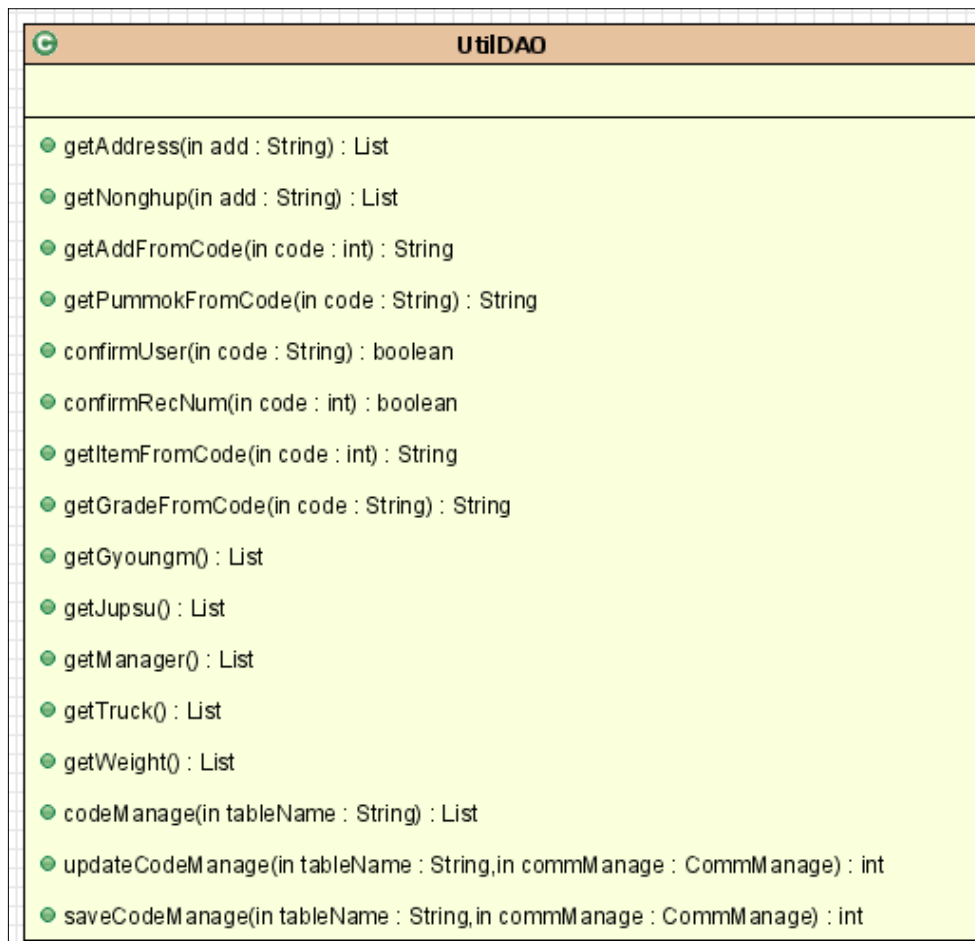 C
UtilDAO
getAddress(in add : String) : List
getNonghup(in add : String) : List
getAddFromCode(in code : int) : String
getPummokFromCode(in code : String) : String
confirmUser(in code : String) : boolean
confirmRecNum(in code : int) : boolean
getItemFromCode(in code : int) : String
getGradeFromCode(in code : String) : String
getGyoungm() : List
getJupsu() : List
getManager() : List
getTruck() : List
getWeight() : List
codeManage(in tableName : String) : List
updateCodeManage(in tableName : String,in commManage : CommManage) : int
saveCodeManage(in tableName : String,in commManage : CommManage) : int